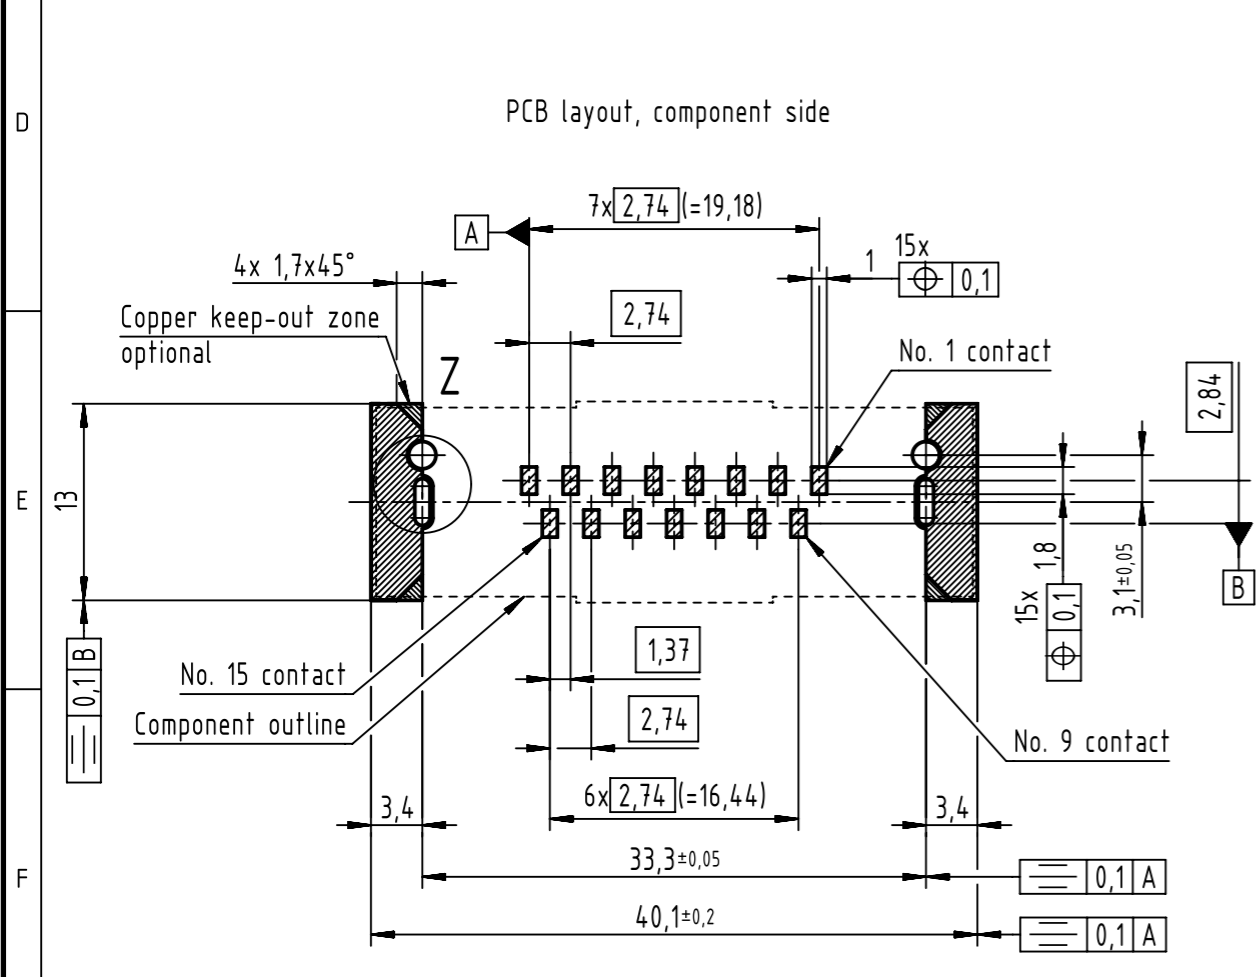 D
PCB layout, component side
7x 2,74 (=19,18)
A
15x
1
⌖ 0,1
4x 1,7x45°
2,74
Copper keep-out zone
optional
Z
No. 1 contact
2,84
E
13
1,8
15x
⌖ 0,1
3,1±0,05
B
⌯ 0,1 B
1,37
No. 15 contact
2,74
Component outline
No. 9 contact
6x 2,74 (=16,44)
3,4
3,4
33,3±0,05
⌯ 0,1 A
F
40,1±0,2
⌯ 0,1 A